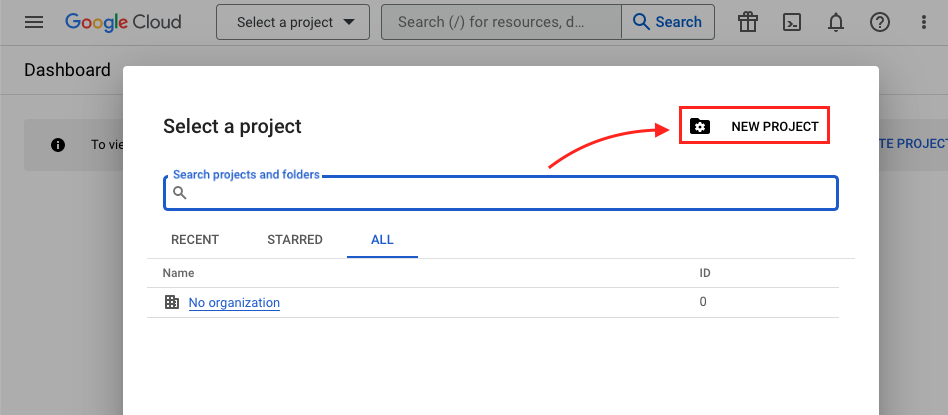 Google Cloud
Select a project
Search (/) for resources, d...
Search
Dashboard
To vie
TE PROJECT
Select a project
NEW PROJECT
Search projects and folders
RECENT
STARRED
ALL
Name
ID
No organization
0